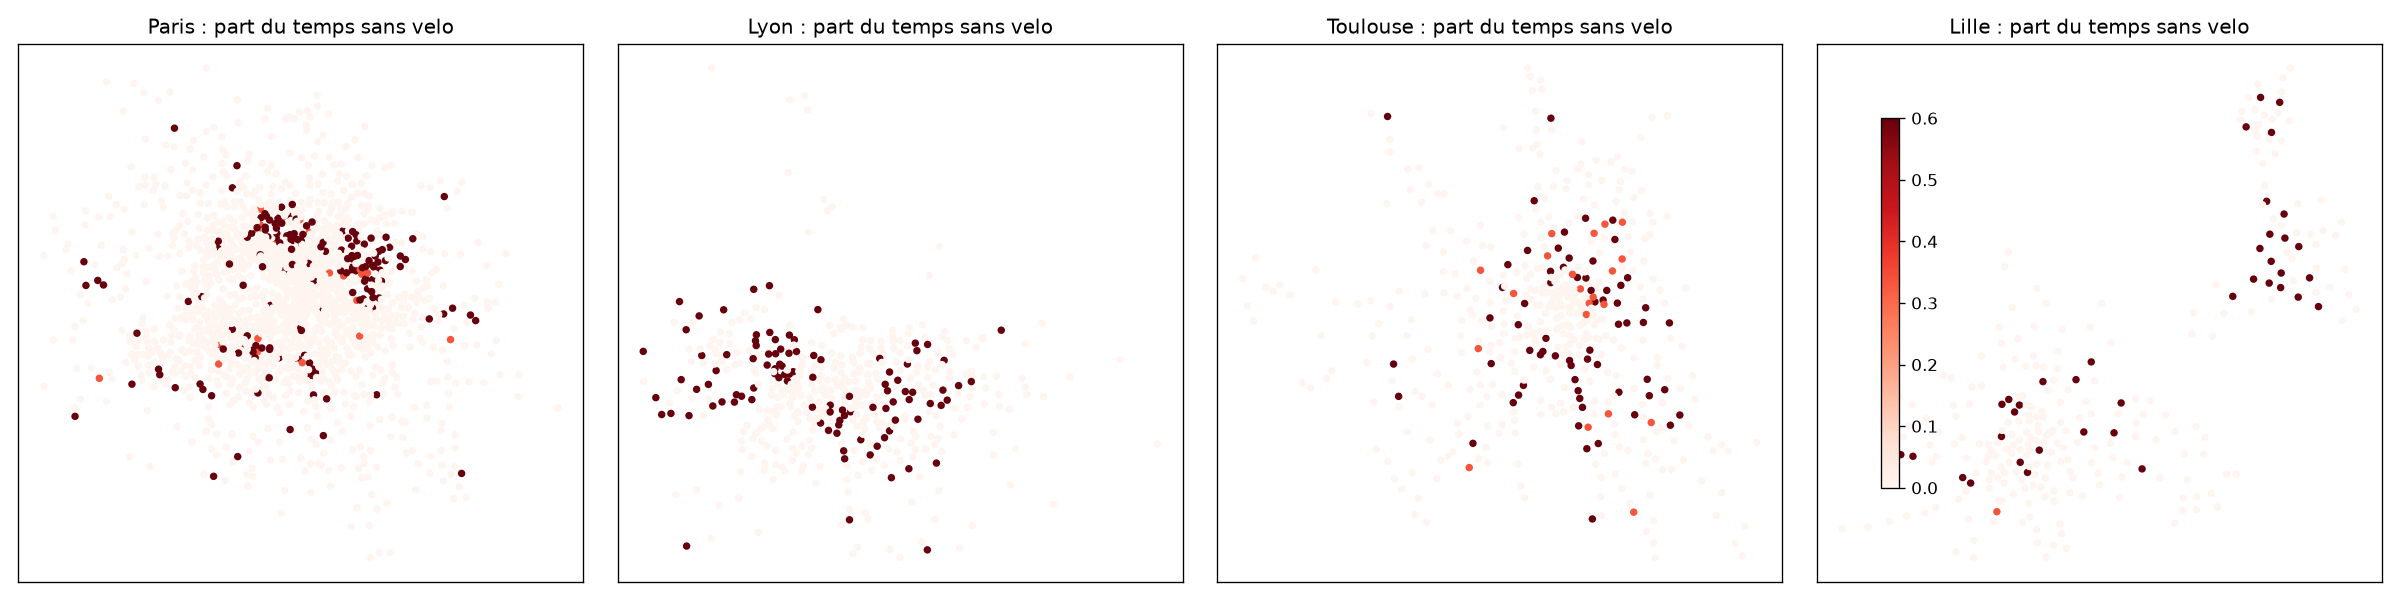 Paris : part du temps sans velo
Lyon : part du temps sans velo
Toulouse : part du temps sans velo
Lille : part du temps sans velo
0.6
0.5
0.4
0.3
0.2
0.1
0.0